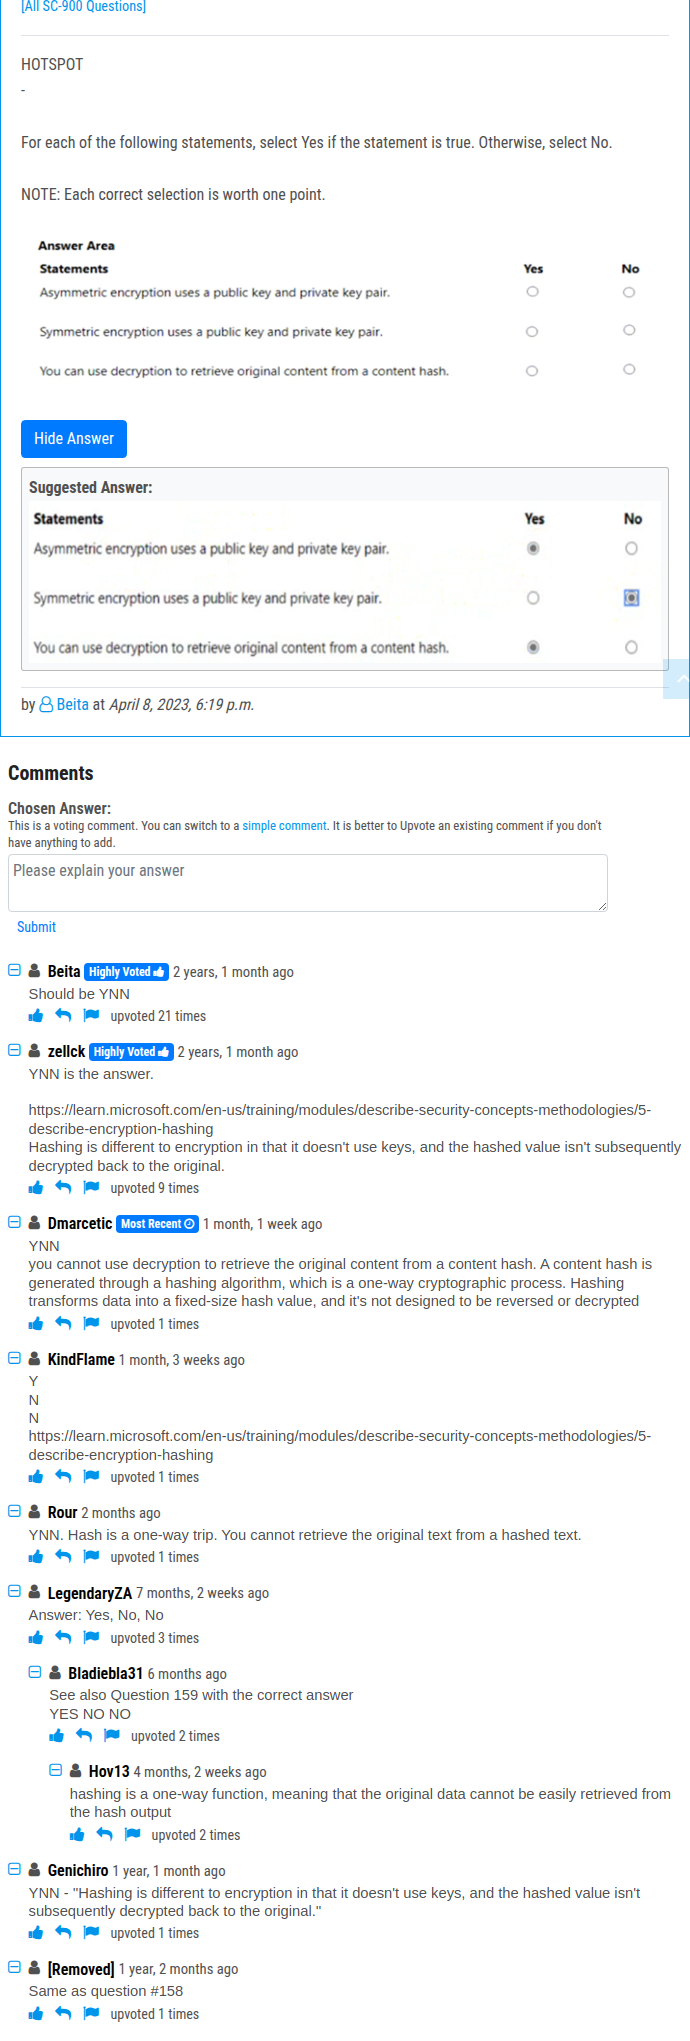 [All SC-900 Questions]
HOTSPOT
-
For each of the following statements, select Yes if the statement is true. Otherwise, select No.
NOTE: Each correct selection is worth one point.
Answer Area
Statements Yes No
Asymmetric encryption uses a public key and private key pair.
Symmetric encryption uses a public key and private key pair.
You can use decryption to retrieve original content from a content hash.
Hide Answer
Suggested Answer:
Statements Yes No
Asymmetric encryption uses a public key and private key pair.
Symmetric encryption uses a public key and private key pair.
You can use decryption to retrieve original content from a content hash.
by Beita at April 8, 2023, 6:19 p.m.
Comments
Chosen Answer:
This is a voting comment. You can switch to a simple comment. It is better to Upvote an existing comment if you don't
have anything to add.
Please explain your answer
Submit
Beita Highly Voted 2 years, 1 month ago
Should be YNN
upvoted 21 times
zellck Highly Voted 2 years, 1 month ago
YNN is the answer.
https://learn.microsoft.com/en-us/training/modules/describe-security-concepts-methodologies/5-
describe-encryption-hashing
Hashing is different to encryption in that it doesn't use keys, and the hashed value isn't subsequently
decrypted back to the original.
upvoted 9 times
Dmarcetic Most Recent 1 month, 1 week ago
YNN
you cannot use decryption to retrieve the original content from a content hash. A content hash is
generated through a hashing algorithm, which is a one-way cryptographic process. Hashing
transforms data into a fixed-size hash value, and it's not designed to be reversed or decrypted
upvoted 1 times
KindFlame 1 month, 3 weeks ago
Y
N
N
https://learn.microsoft.com/en-us/training/modules/describe-security-concepts-methodologies/5-
describe-encryption-hashing
upvoted 1 times
Rour 2 months ago
YNN. Hash is a one-way trip. You cannot retrieve the original text from a hashed text.
upvoted 1 times
LegendaryZA 7 months, 2 weeks ago
Answer: Yes, No, No
upvoted 3 times
Bladiebla31 6 months ago
See also Question 159 with the correct answer
YES NO NO
upvoted 2 times
Hov13 4 months, 2 weeks ago
hashing is a one-way function, meaning that the original data cannot be easily retrieved from
the hash output
upvoted 2 times
Genichiro 1 year, 1 month ago
YNN - "Hashing is different to encryption in that it doesn't use keys, and the hashed value isn't
subsequently decrypted back to the original."
upvoted 1 times
[Removed] 1 year, 2 months ago
Same as question #158
upvoted 1 times